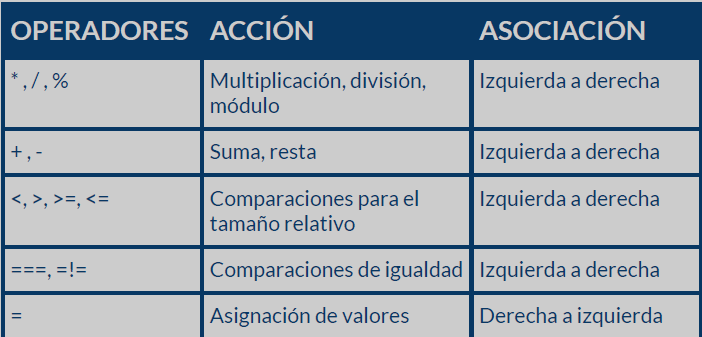 OPERADORES ACCIÓN ASOCIACIÓN
* , / , % Multiplicación, división, Izquierda a derecha
módulo
+ , - Suma, resta Izquierda a derecha
<, >, >=, <= Comparaciones para el Izquierda a derecha
tamaño relativo
===, =!= Comparaciones de igualdad Izquierda a derecha
= Asignación de valores Derecha a izquierda